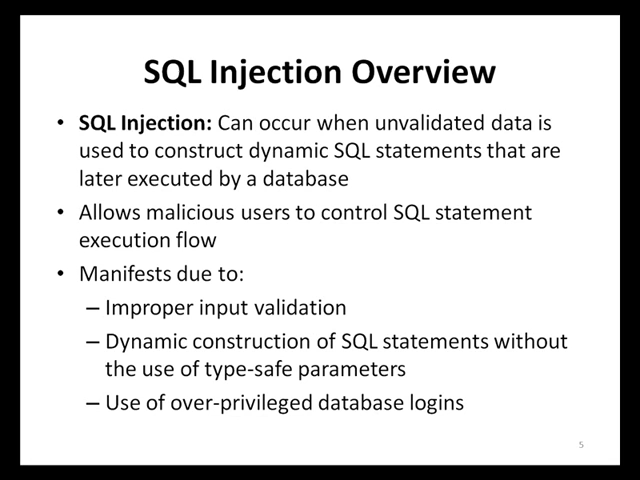 SQL Injection Overview
• SQL Injection: Can occur when unvalidated data is
used to construct dynamic SQL statements that are
later executed by a database
• Allows malicious users to control SQL statement
execution flow
• Manifests due to:
– Improper input validation
– Dynamic construction of SQL statements without
the use of type-safe parameters
– Use of over-privileged database logins
5